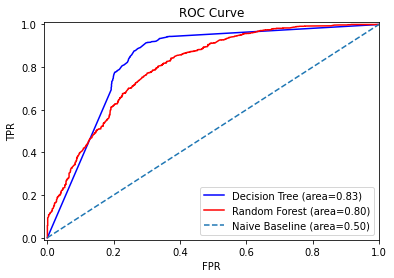 ROC Curve
1.0
0.8
0.6
0.4
0.2
0.0
TPR
Decision Tree (area=0.83)
Random Forest (area=0.80)
Naive Baseline (area=0.50)
0.0 0.2 0.4 0.6 0.8 1.0
FPR